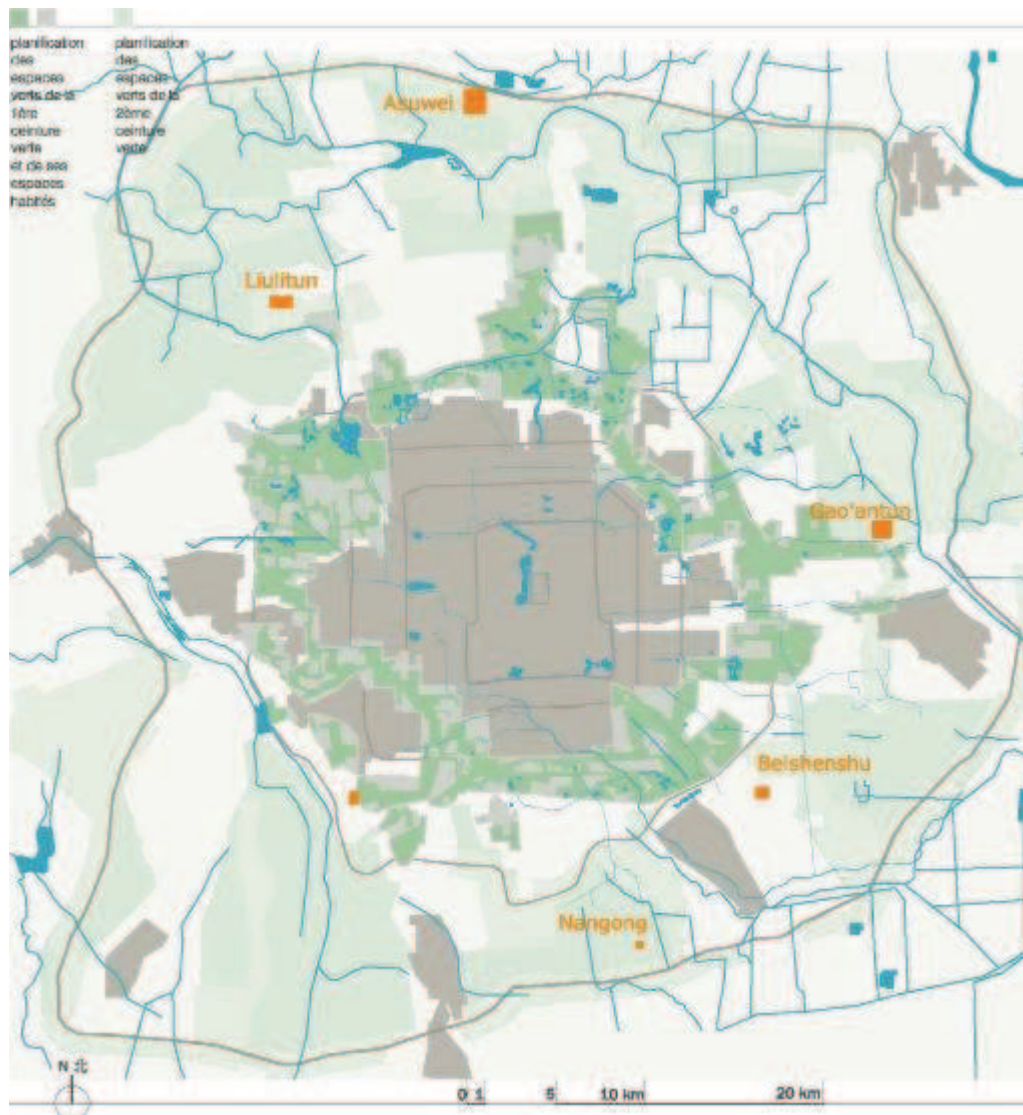 planification
des
espaces
verts de la
1ère
ceinture
verte
et de ses
espaces
habités
planification
des
espaces
verts de la
2ème
ceinture
verte
Asuwei
Liulitun
Gao'antun
Beishenshu
Nangong
N 北
0 1 5 10 km 20 km